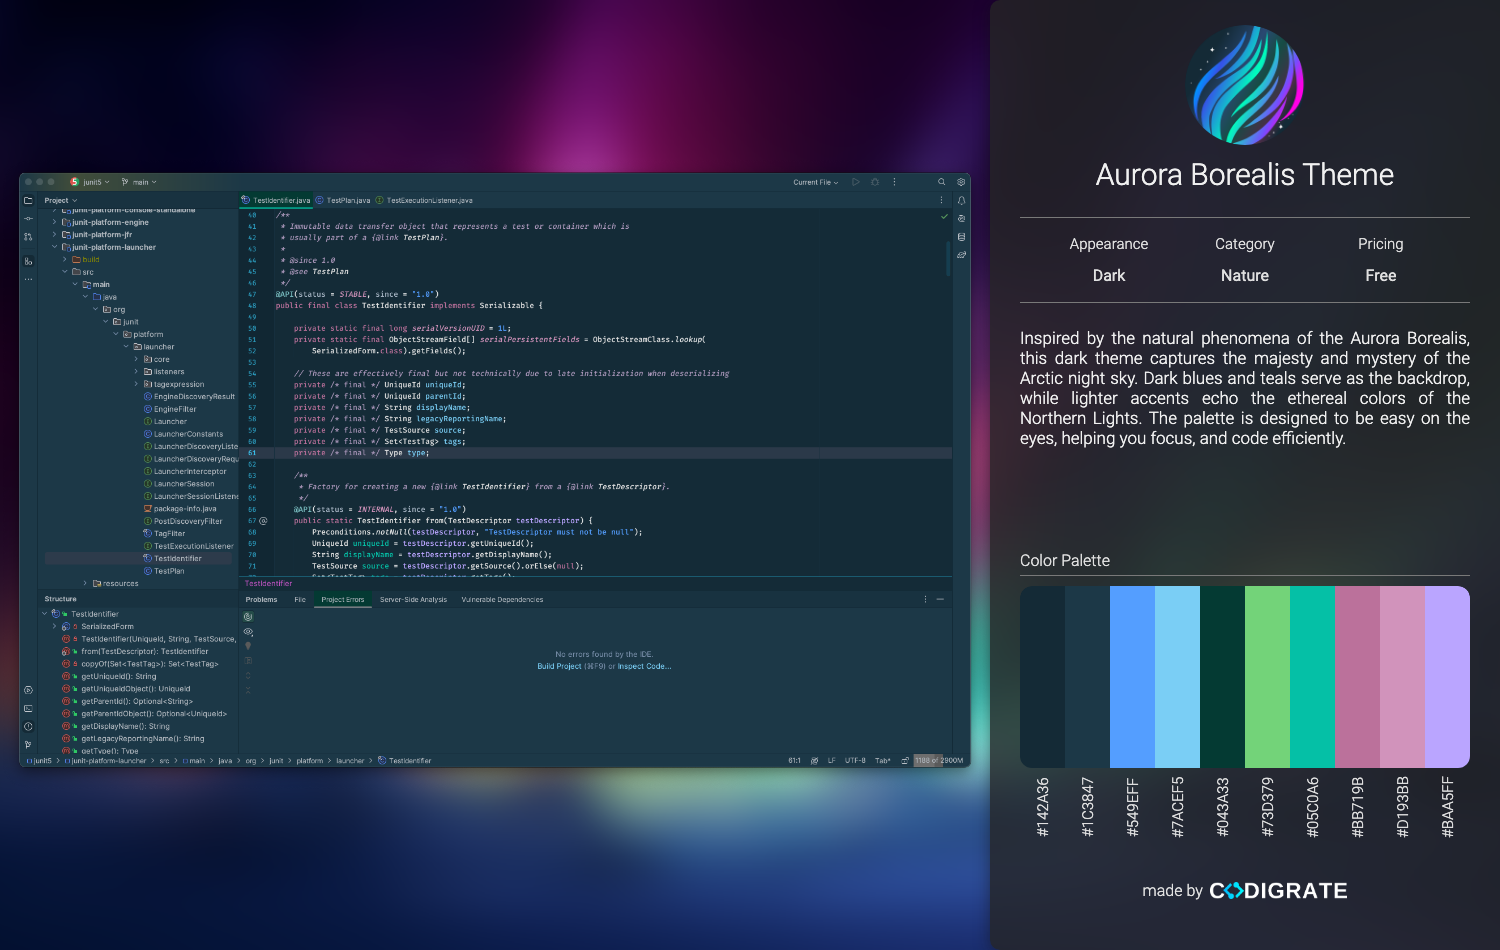 junit5
main
Current File
Project
TestIdentifier.java
TestPlan.java
TestExecutionListener.java
junit-platform-console-standalone
junit-platform-engine
junit-platform-jfr
junit-platform-launcher
build
src
main
java
org
junit
platform
launcher
core
listeners
tagexpression
EngineDiscoveryResult
EngineFilter
Launcher
LauncherConstants
LauncherDiscoveryListe
LauncherDiscoveryRequ
LauncherInterceptor
LauncherSession
LauncherSessionListene
package-info.java
PostDiscoveryFilter
TagFilter
TestExecutionListener
TestIdentifier
TestPlan
resources
40 /**
41 * Immutable data transfer object that represents a test or container which is
42 * usually part of a {@link TestPlan}.
43 *
44 * @since 1.0
45 * @see TestPlan
46 */
47 @API(status = STABLE, since = "1.0")
48 public final class TestIdentifier implements Serializable {
49
50 private static final long serialVersionUID = 1L;
51 private static final ObjectStreamField[] serialPersistentFields = ObjectStreamClass.lookup(
52 SerializedForm.class).getFields();
53
54 // These are effectively final but not technically due to late initialization when deserializing
55 private /* final */ UniqueId uniqueId;
56 private /* final */ UniqueId parentId;
57 private /* final */ String displayName;
58 private /* final */ String legacyReportingName;
59 private /* final */ TestSource source;
60 private /* final */ Set<TestTag> tags;
61 private /* final */ Type type;
62
63 /**
64 * Factory for creating a new {@link TestIdentifier} from a {@link TestDescriptor}.
65 */
66 @API(status = INTERNAL, since = "1.0")
67 public static TestIdentifier from(TestDescriptor testDescriptor) {
68 Preconditions.notNull(testDescriptor, "TestDescriptor must not be null");
69 UniqueId uniqueId = testDescriptor.getUniqueId();
70 String displayName = testDescriptor.getDisplayName();
71 TestSource source = testDescriptor.getSource().orElse(null);
TestIdentifier
Structure
TestIdentifier
SerializedForm
TestIdentifier(UniqueId, String, TestSource,
from(TestDescriptor): TestIdentifier
copyOf(Set<TestTag>): Set<TestTag>
getUniqueId(): String
getUniqueIdObject(): UniqueId
getParentId(): Optional<String>
getParentIdObject(): Optional<UniqueId>
getDisplayName(): String
getLegacyReportingName(): String
getType(): Type
Problems File Project Errors Server-Side Analysis Vulnerable Dependencies
No errors found by the IDE.
Build Project (⌘F9) or Inspect Code...
junit5 > junit-platform-launcher > src > main > java > org > junit > platform > launcher > TestIdentifier
61:1 LF UTF-8 Tab* 1188 of 2900M
Aurora Borealis Theme
Appearance Category Pricing
Dark Nature Free
Inspired by the natural phenomena of the Aurora Borealis,
this dark theme captures the majesty and mystery of the
Arctic night sky. Dark blues and teals serve as the backdrop,
while lighter accents echo the ethereal colors of the
Northern Lights. The palette is designed to be easy on the
eyes, helping you focus, and code efficiently.
Color Palette
#142A36
#1C3847
#549EFF
#7ACEF5
#043A33
#73D379
#05C0A6
#BB719B
#D193BB
#BAA5FF
made by CODIGRATE